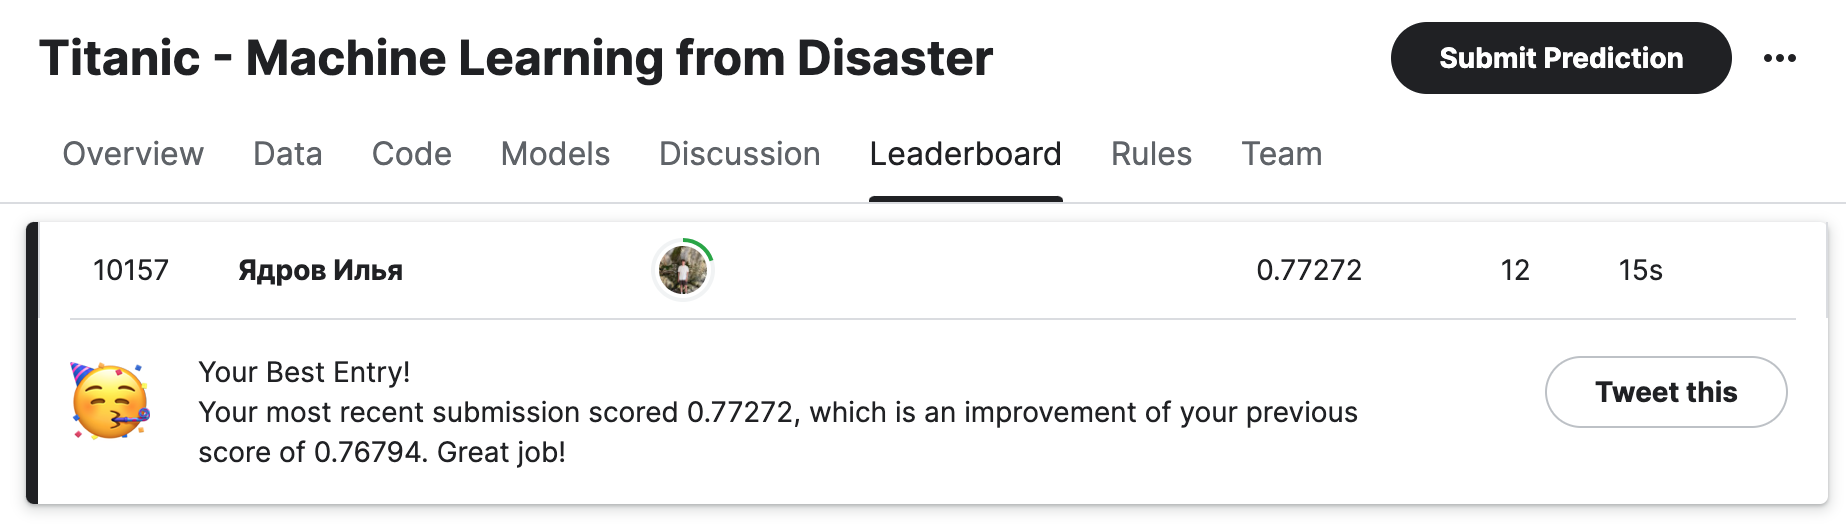 Titanic - Machine Learning from Disaster
Submit Prediction
Overview Data Code Models Discussion Leaderboard Rules Team
10157 Ядров Илья 0.77272 12 15s
Your Best Entry!
Your most recent submission scored 0.77272, which is an improvement of your previous
score of 0.76794. Great job!
Tweet this